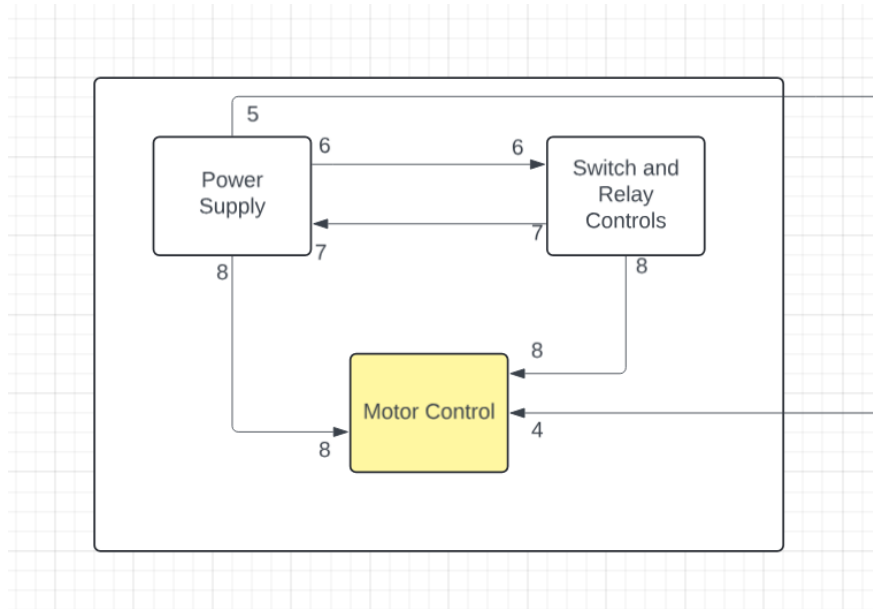 5
6
6
Power
Supply
Switch and
Relay
Controls
7
7
8
8
8
Motor Control
4
8